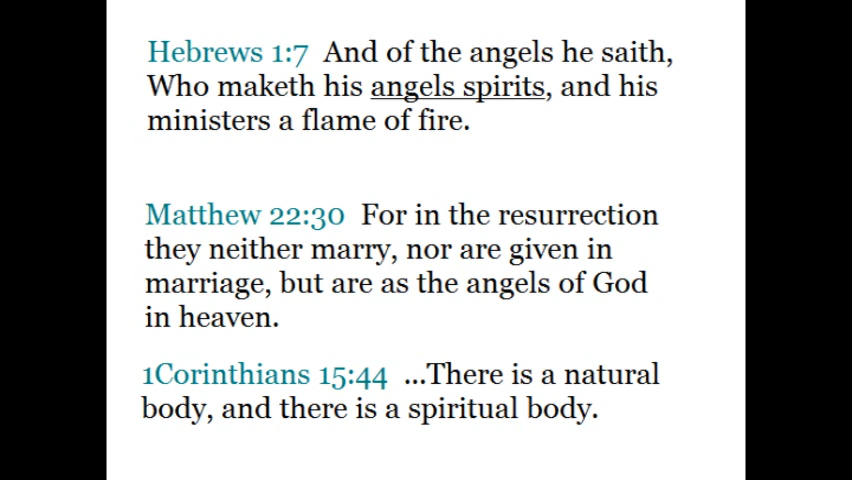 Hebrews 1:7 And of the angels he saith,
Who maketh his angels spirits, and his
ministers a flame of fire.
Matthew 22:30 For in the resurrection
they neither marry, nor are given in
marriage, but are as the angels of God
in heaven.
1Corinthians 15:44 ...There is a natural
body, and there is a spiritual body.